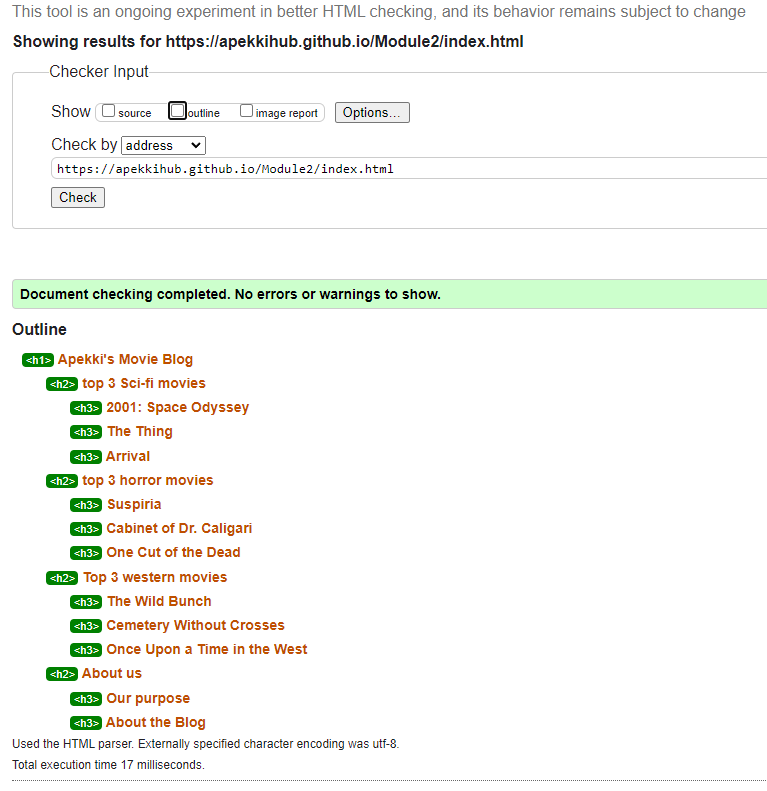 This tool is an ongoing experiment in better HTML checking, and its behavior remains subject to change
Showing results for https://apekkihub.github.io/Module2/index.html
Checker Input
Show source outline image report Options...
Check by address
https://apekkihub.github.io/Module2/index.html
Check
Document checking completed. No errors or warnings to show.
Outline
<h1> Apekki's Movie Blog
<h2> top 3 Sci-fi movies
<h3> 2001: Space Odyssey
<h3> The Thing
<h3> Arrival
<h2> top 3 horror movies
<h3> Suspiria
<h3> Cabinet of Dr. Caligari
<h3> One Cut of the Dead
<h2> Top 3 western movies
<h3> The Wild Bunch
<h3> Cemetery Without Crosses
<h3> Once Upon a Time in the West
<h2> About us
<h3> Our purpose
<h3> About the Blog
Used the HTML parser. Externally specified character encoding was utf-8.
Total execution time 17 milliseconds.